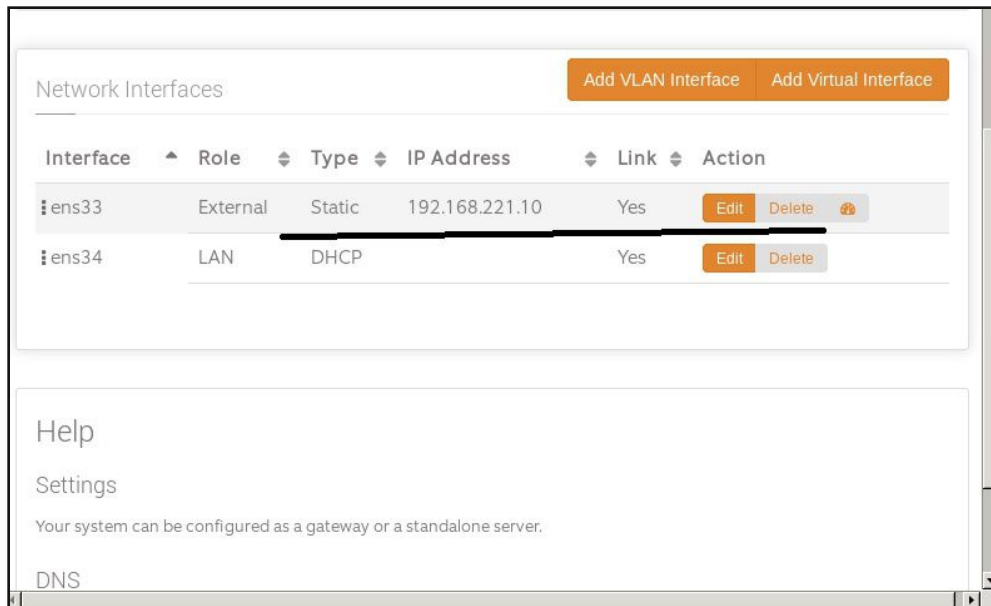 Network Interfaces Add VLAN Interface Add Virtual Interface
Interface Role Type IP Address Link Action
ens33 External Static 192.168.221.10 Yes Edit Delete
ens34 LAN DHCP Yes Edit Delete
Help
Settings
Your system can be configured as a gateway or a standalone server.
DNS